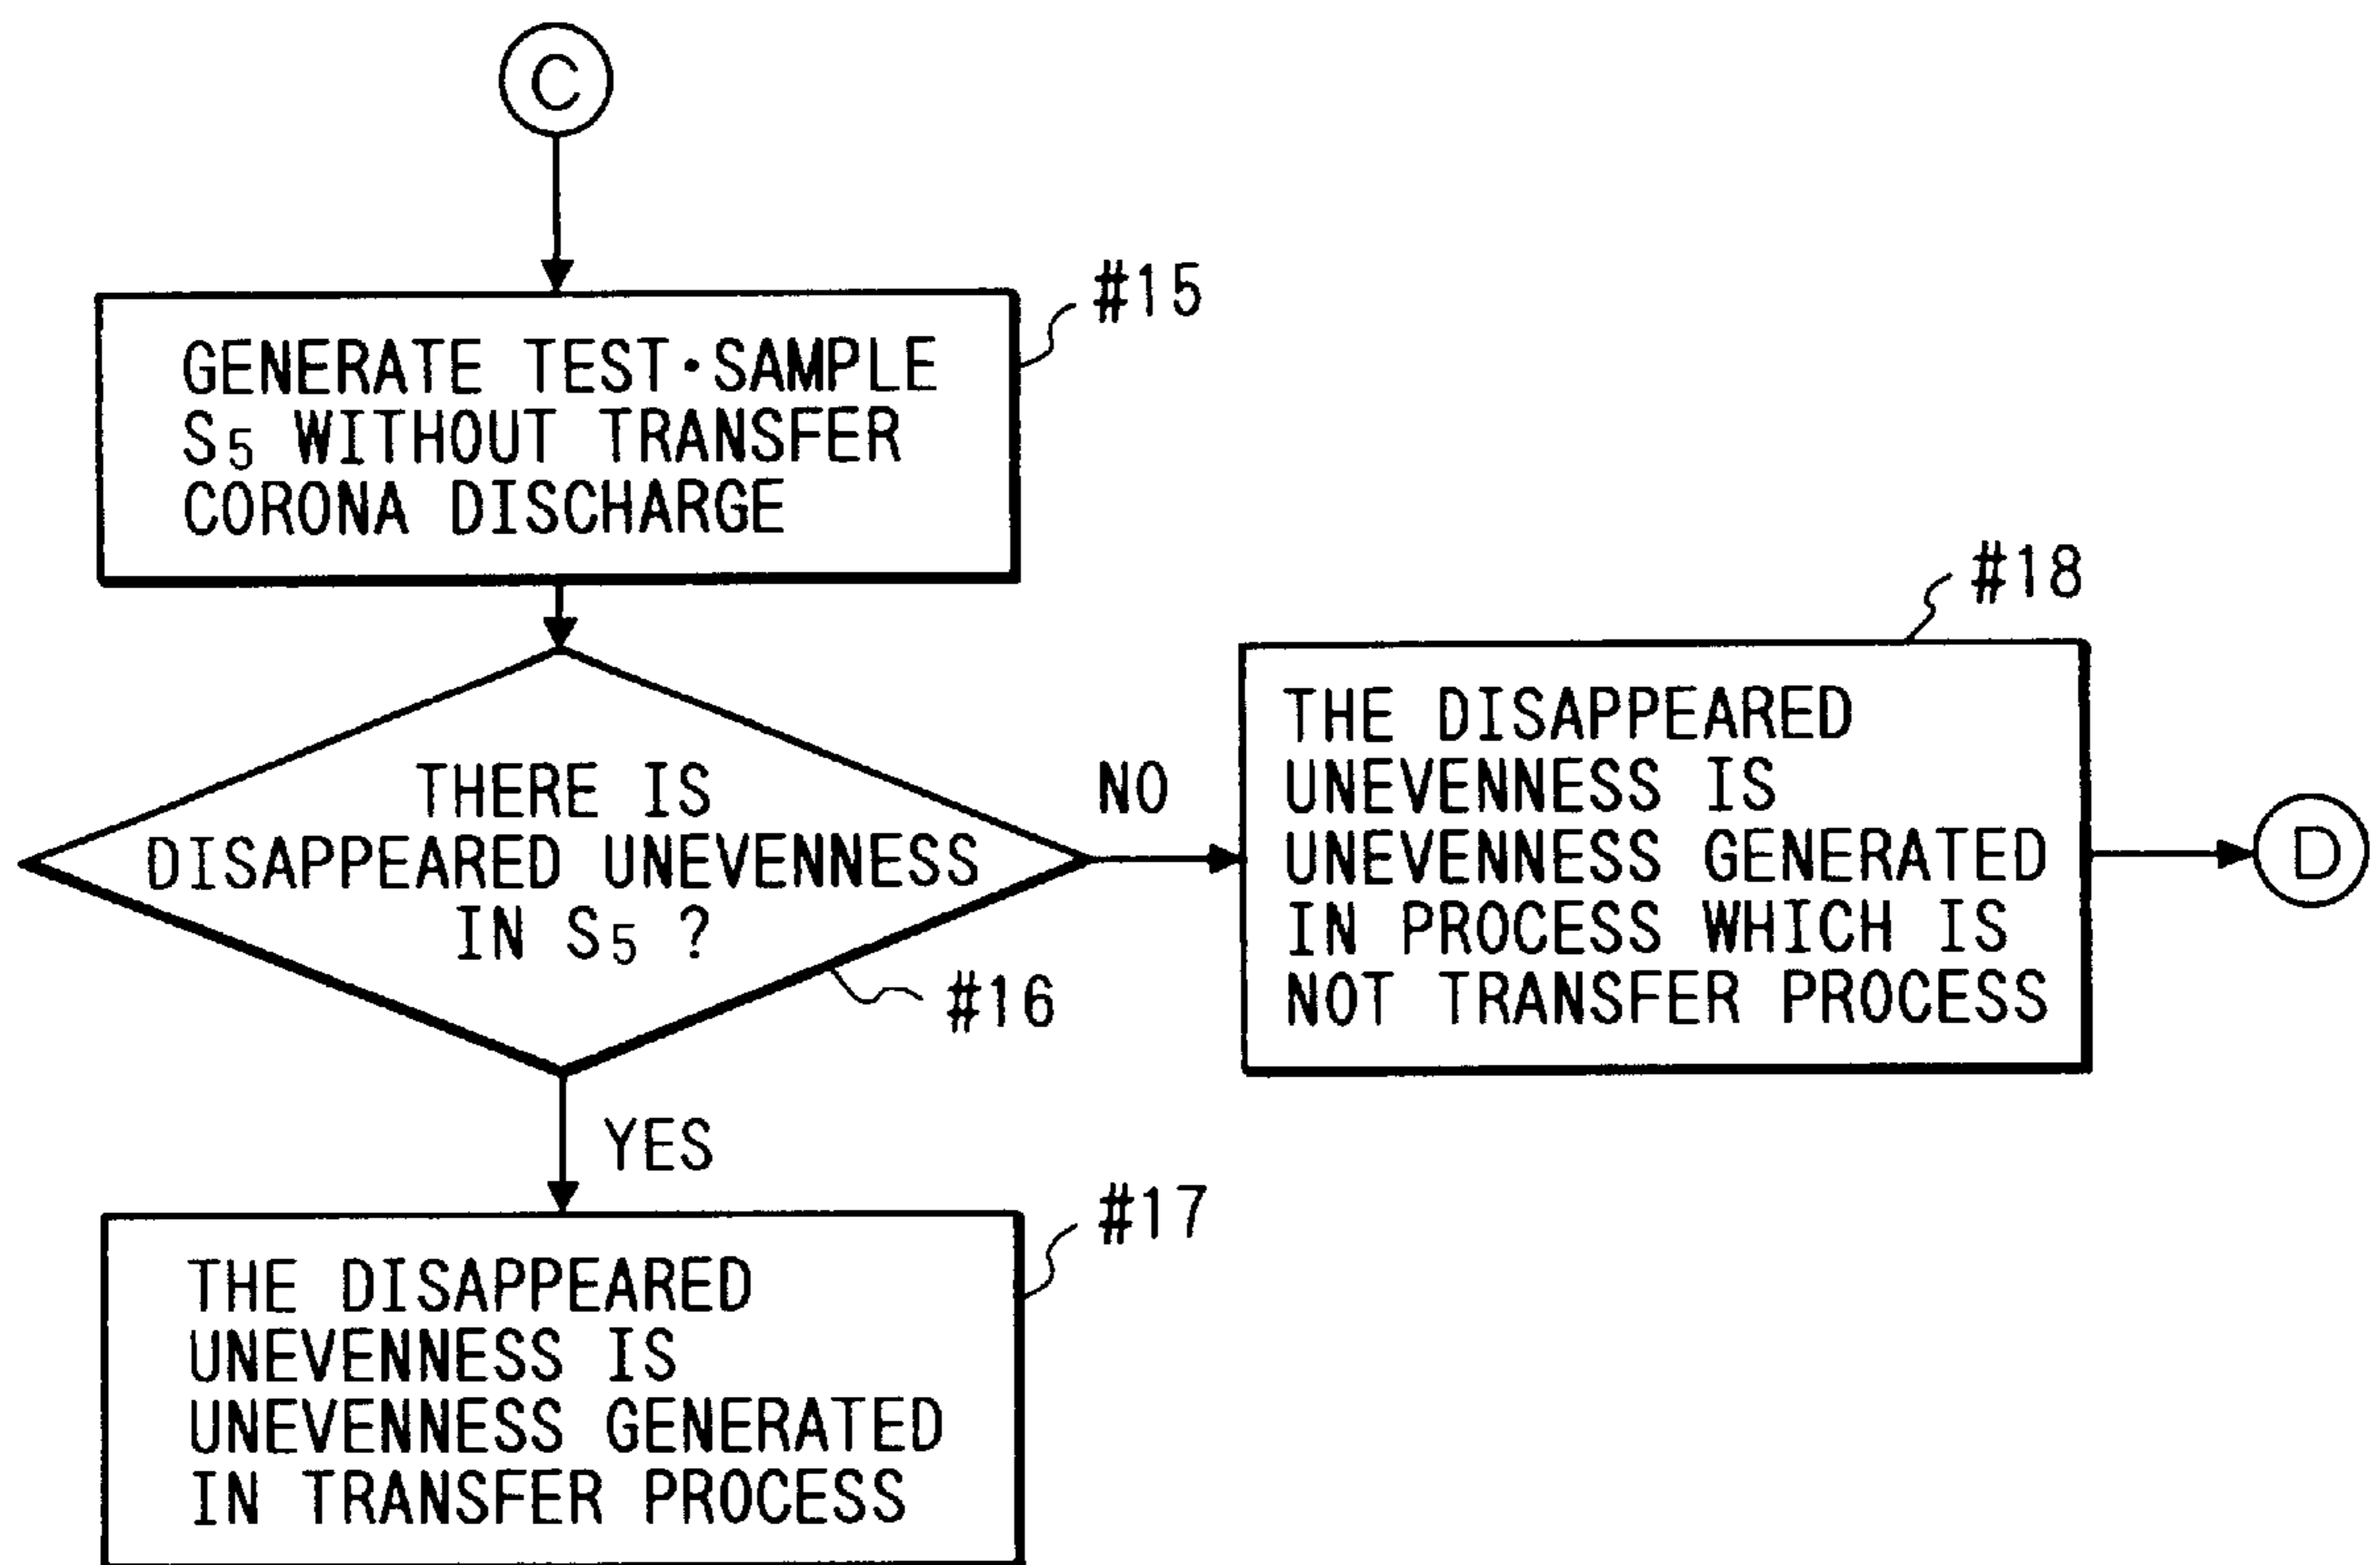 C
#15
GENERATE TEST·SAMPLE
S5 WITHOUT TRANSFER
CORONA DISCHARGE
THERE IS
DISAPPEARED UNEVENNESS
IN S5 ?
#16
NO
#18
THE DISAPPEARED
UNEVENNESS IS
UNEVENNESS GENERATED
IN PROCESS WHICH IS
NOT TRANSFER PROCESS
D
YES
#17
THE DISAPPEARED
UNEVENNESS IS
UNEVENNESS GENERATED
IN TRANSFER PROCESS